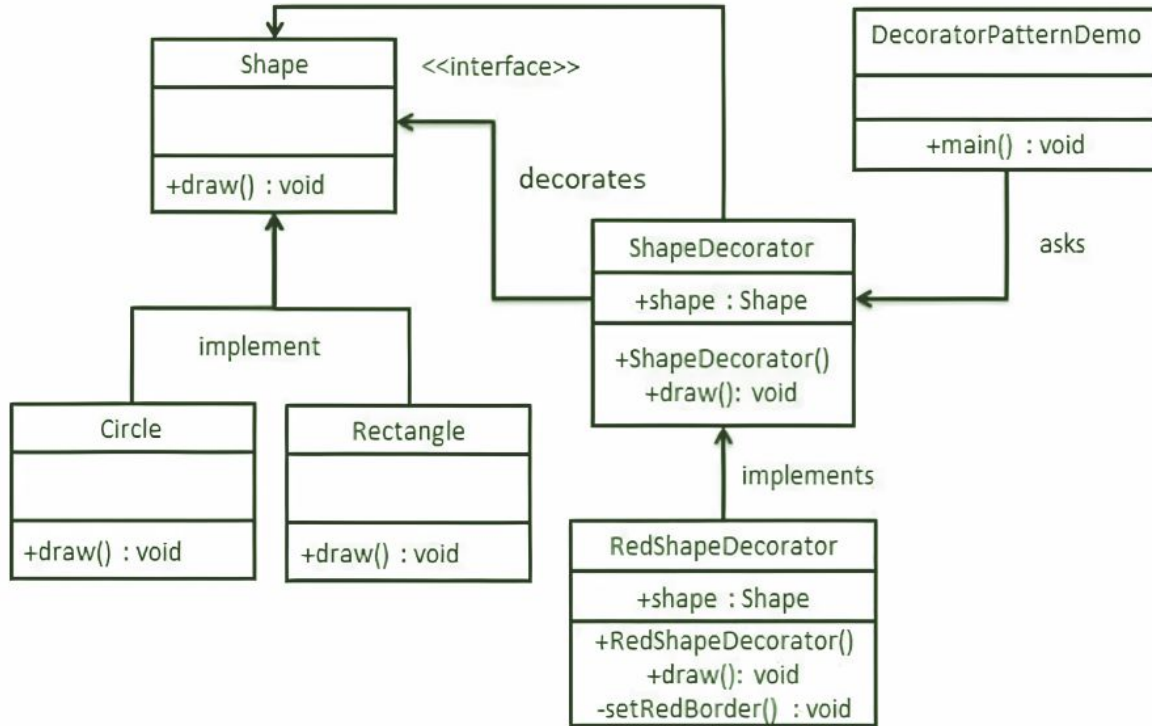 Shape
+draw() : void
<<interface>>
decorates
DecoratorPatternDemo
+main() : void
asks
ShapeDecorator
+shape : Shape
+ShapeDecorator()
+draw(): void
implement
Circle
+draw() : void
Rectangle
+draw() : void
implements
RedShapeDecorator
+shape : Shape
+RedShapeDecorator()
+draw(): void
-setRedBorder() : void